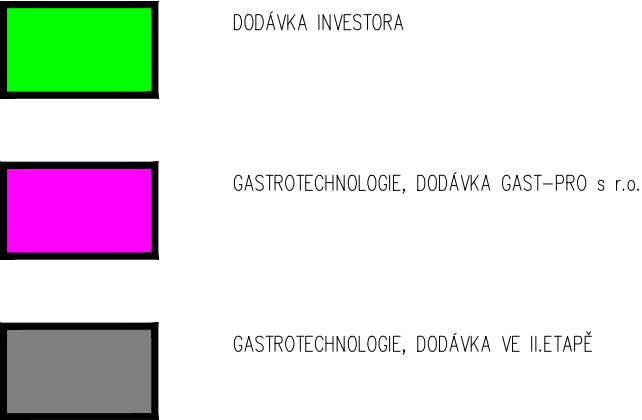 DODÁVKA INVESTORA
GASTROTECHNOLOGIE, DODÁVKA GAST-PRO s r.o.
GASTROTECHNOLOGIE, DODÁVKA VE II.ETAPĚ